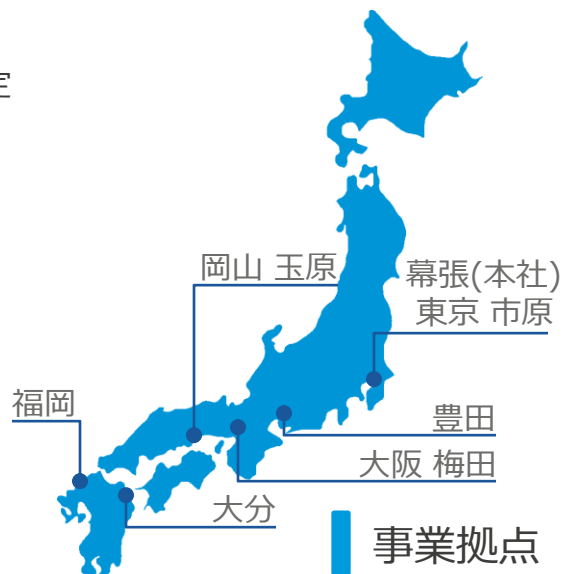 定
岡山 玉原
幕張(本社)
東京 市原
福岡
豊田
大阪 梅田
大分
事業拠点